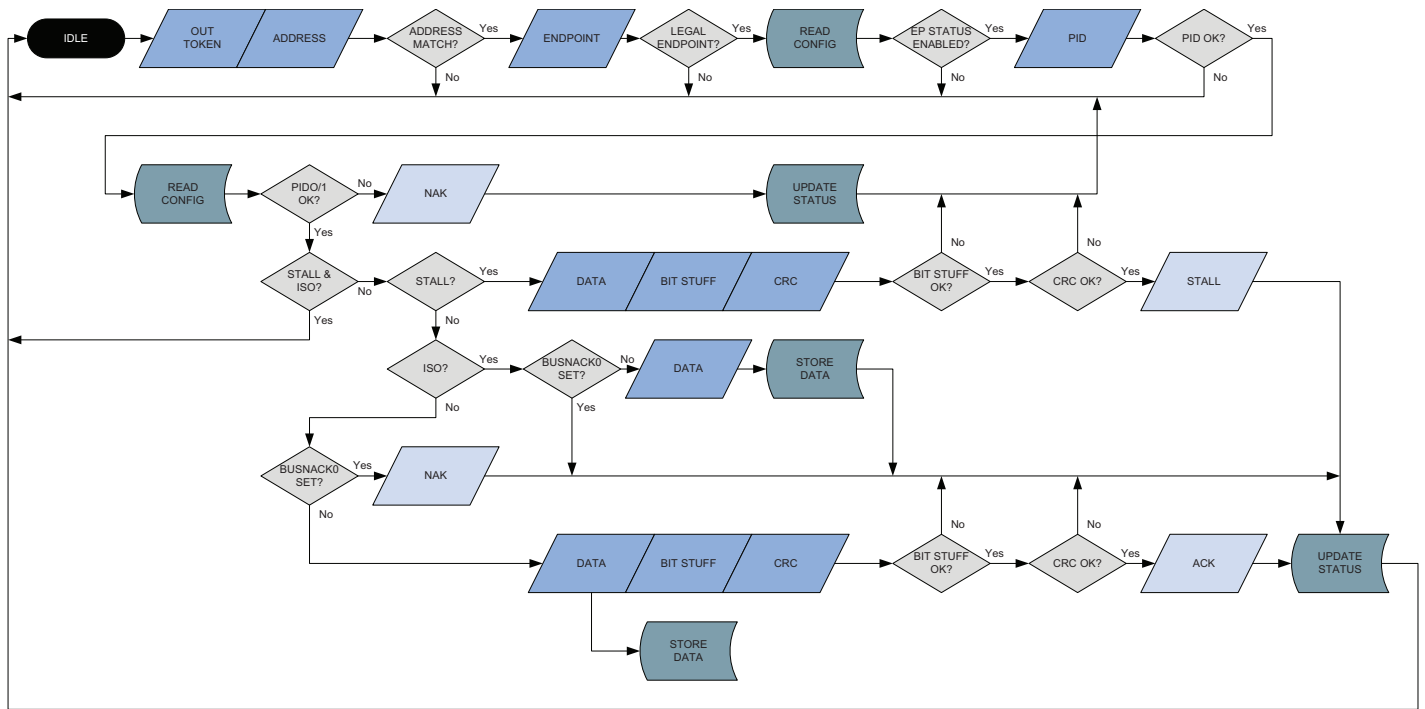 IDLE
OUT
TOKEN
ADDRESS
ADDRESS
MATCH?
Yes
No
ENDPOINT
LEGAL
ENDPOINT?
Yes
No
READ
CONFIG
EP STATUS
ENABLED?
Yes
No
PID
PID OK?
Yes
No
READ
CONFIG
PIDO/1
OK?
No
Yes
NAK
UPDATE
STATUS
STALL &
ISO?
No
Yes
STALL?
Yes
No
DATA
BIT STUFF
CRC
BIT STUFF
OK?
No
Yes
CRC OK?
No
Yes
STALL
ISO?
Yes
No
BUSNACK0
SET?
No
Yes
DATA
STORE
DATA
BUSNACK0
SET?
Yes
No
NAK
DATA
BIT STUFF
CRC
BIT STUFF
OK?
No
Yes
CRC OK?
No
Yes
ACK
UPDATE
STATUS
STORE
DATA